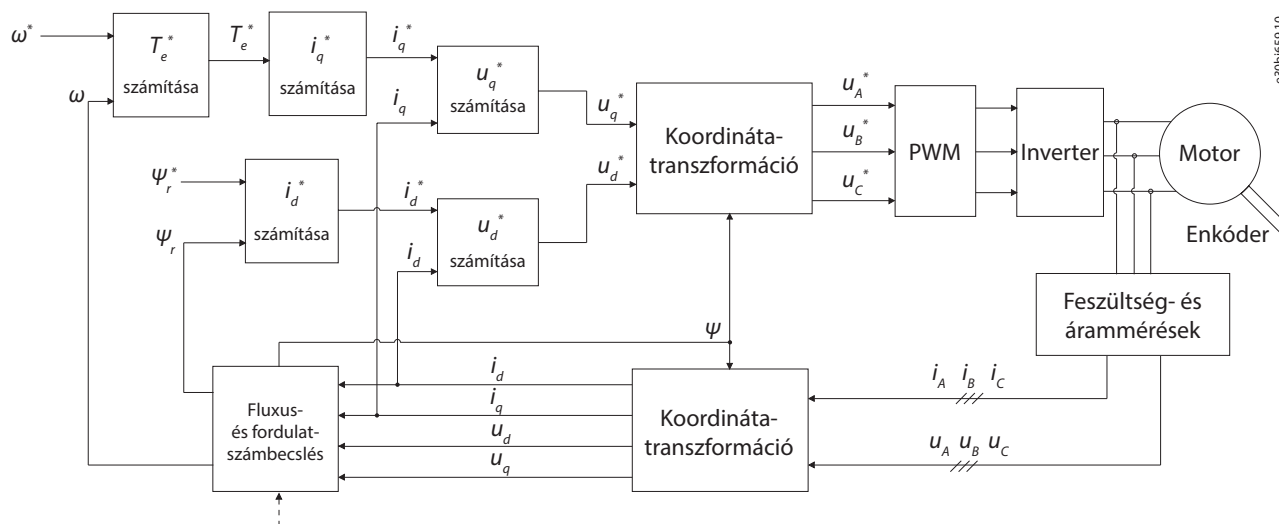 ω*
T_e*
számítása
T_e*
i_q*
számítása
i_q*
u_q*
számítása
i_q
ω
u_q*
u_d*
Koordináta-
transzformáció
u_A*
u_B*
u_C*
PWM
Inverter
Motor
Enkóder
ψ_r*
i_d*
számítása
i_d*
u_d*
számítása
ψ_r
i_d
Feszültség- és
árammérések
ψ
Fluxus-
és fordulat-
számbecslés
i_d
i_q
u_d
u_q
Koordináta-
transzformáció
i_A i_B i_C
u_A u_B u_C